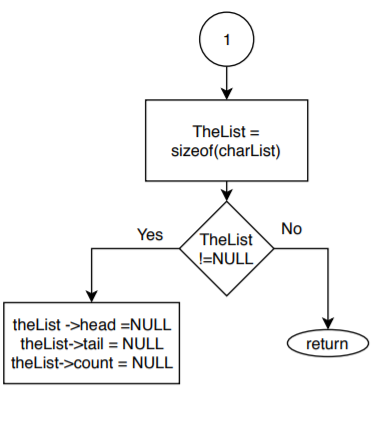 1
TheList =
sizeof(charList)
Yes
No
TheList
!=NULL
theList ->head =NULL
theList->tail = NULL
theList->count = NULL
return